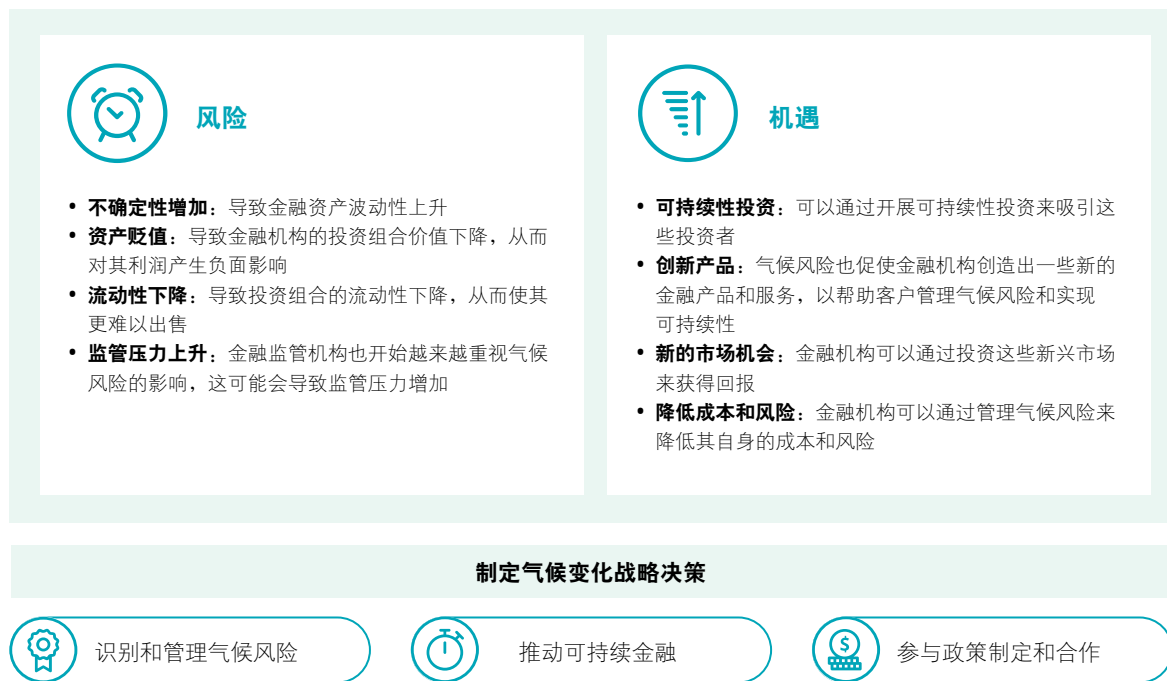 风险
• 不确定性增加：导致金融资产波动性上升
• 资产贬值：导致金融机构的投资组合价值下降，从而
对其利润产生负面影响
• 流动性下降：导致投资组合的流动性下降，从而使其
更难以出售
• 监管压力上升：金融监管机构也开始越来越重视气候
风险的影响，这可能会导致监管压力增加
机遇
• 可持续性投资：可以通过开展可持续性投资来吸引这
些投资者
• 创新产品：气候风险也促使金融机构创造出一些新的
金融产品和服务，以帮助客户管理气候风险和实现
可持续性
• 新的市场机会：金融机构可以通过投资这些新兴市场
来获得回报
• 降低成本和风险：金融机构可以通过管理气候风险来
降低其自身的成本和风险
制定气候变化战略决策
识别和管理气候风险
推动可持续金融
$
参与政策制定和合作